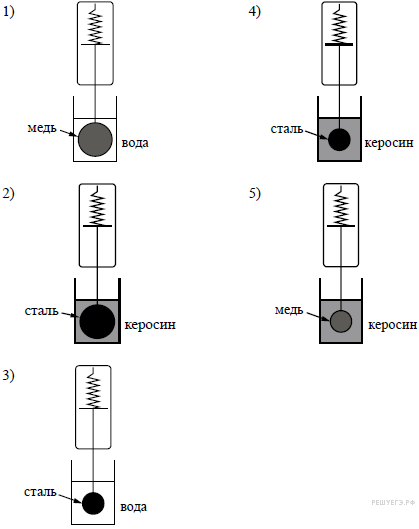 1)
медь
вода
2)
сталь
керосин
3)
сталь
вода
4)
сталь
керосин
5)
медь
керосин
РЕШУЕГЭ.РФ